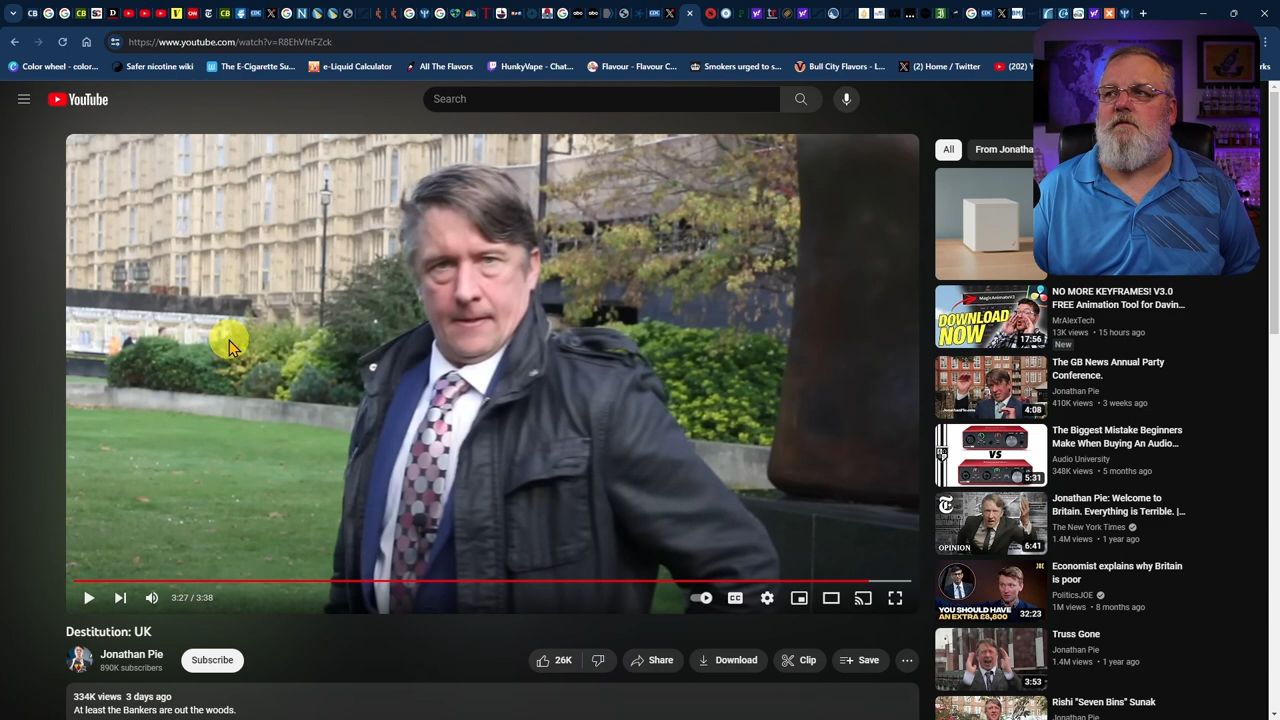 https://www.youtube.com/watch?v=R8EhVfnFZck
Color wheel - color...
Safer nicotine wiki
The E-Cigarette Su...
e-Liquid Calculator
All The Flavors
HunkyVape - Chat...
Flavour – Flavour C...
Smokers urged to s...
Bull City Flavors – L...
(2) Home / Twitter
YouTube
Search
All
From Jonatha
Destitution: UK
Jonathan Pie
890K subscribers
Subscribe
3:27 / 3:38
26K
Share
Download
Clip
Save
334K views 3 days ago
At least the Bankers are out the woods.
DOWNLOAD
NOW
17:56
NO MORE KEYFRAMES! V3.0
FREE Animation Tool for Davin...
MrAlexTech
13K views • 15 hours ago
New
4:08
The GB News Annual Party
Conference.
Jonathan Pie
410K views • 3 weeks ago
VS
5:31
The Biggest Mistake Beginners
Make When Buying An Audio...
Audio University
348K views • 5 months ago
OPINION
6:41
Jonathan Pie: Welcome to
Britain. Everything is Terrible. |...
The New York Times
1.4M views • 1 year ago
JOE
YOU SHOULD HAVE
AN EXTRA £8,800
32:23
Economist explains why Britain
is poor
PoliticsJOE
1M views • 8 months ago
3:53
Truss Gone
Jonathan Pie
1.4M views • 1 year ago
Rishi "Seven Bins" Sunak